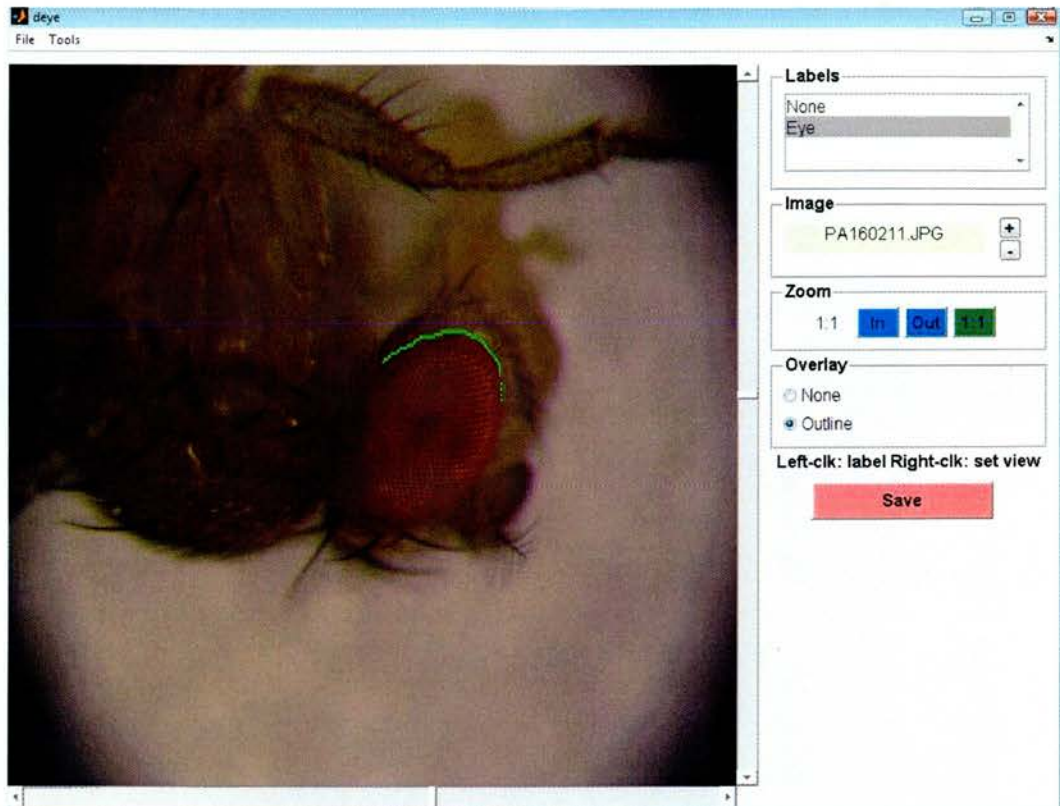 deye
File Tools
Labels
None
Eye
Image
PA160211.JPG
+
-
Zoom
1:1 In Out 1:1
Overlay
None
Outline
Left-clk: label Right-clk: set view
Save